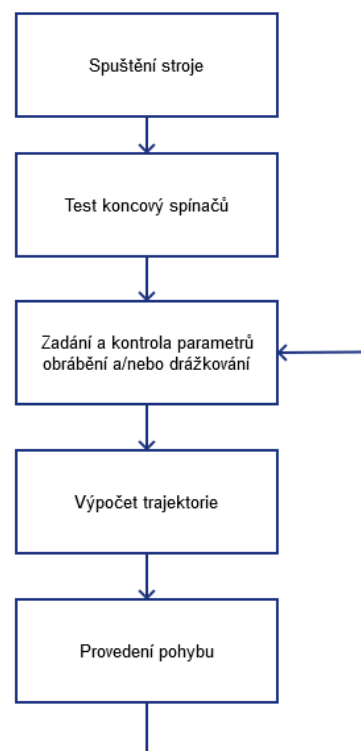 Spuštění stroje
Test koncový spínačů
Zadání a kontrola parametrů
obrábění a/nebo drážkování
Výpočet trajektorie
Provedení pohybu